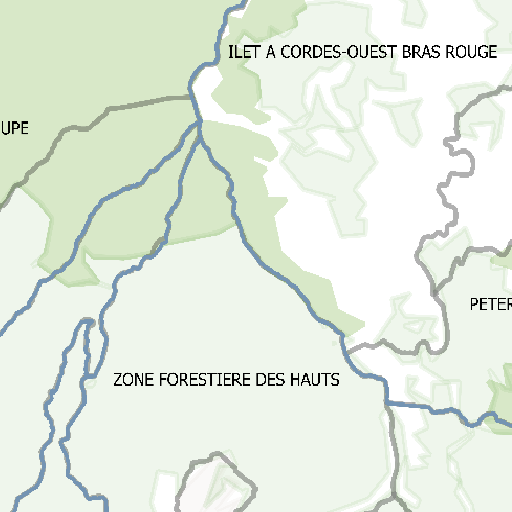 ILET A CORDES-OUEST BRAS ROUGE
UPE
PETER
ZONE FORESTIERE DES HAUTS